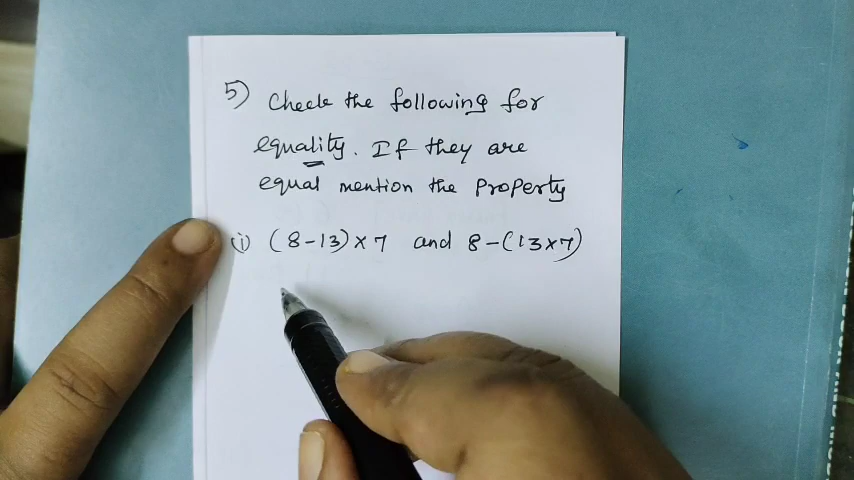 5) Check the following for
equality. If they are
equal mention the Property
(i) (8-13)×7 and 8-(13×7)